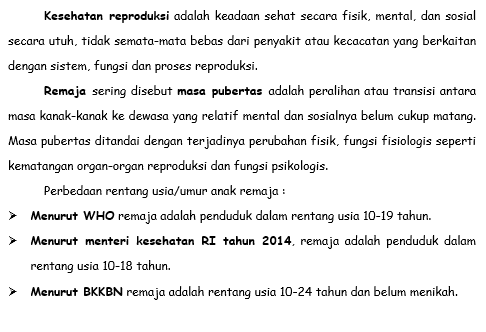 Kesehatan reproduksi adalah keadaan sehat secara fisik, mental, dan sosial
secara utuh, tidak semata-mata bebas dari penyakit atau kecacatan yang berkaitan
dengan sistem, fungsi dan proses reproduksi.
Remaja sering disebut masa pubertas adalah peralihan atau transisi antara
masa kanak-kanak ke dewasa yang relatif mental dan sosialnya belum cukup matang.
Masa pubertas ditandai dengan terjadinya perubahan fisik, fungsi fisiologis seperti
kematangan organ-organ reproduksi dan fungsi psikologis.
Perbedaan rentang usia/umur anak remaja :
➢ Menurut WHO remaja adalah penduduk dalam rentang usia 10-19 tahun.
➢ Menurut menteri kesehatan RI tahun 2014, remaja adalah penduduk dalam
rentang usia 10-18 tahun.
➢ Menurut BKKBN remaja adalah rentang usia 10-24 tahun dan belum menikah.